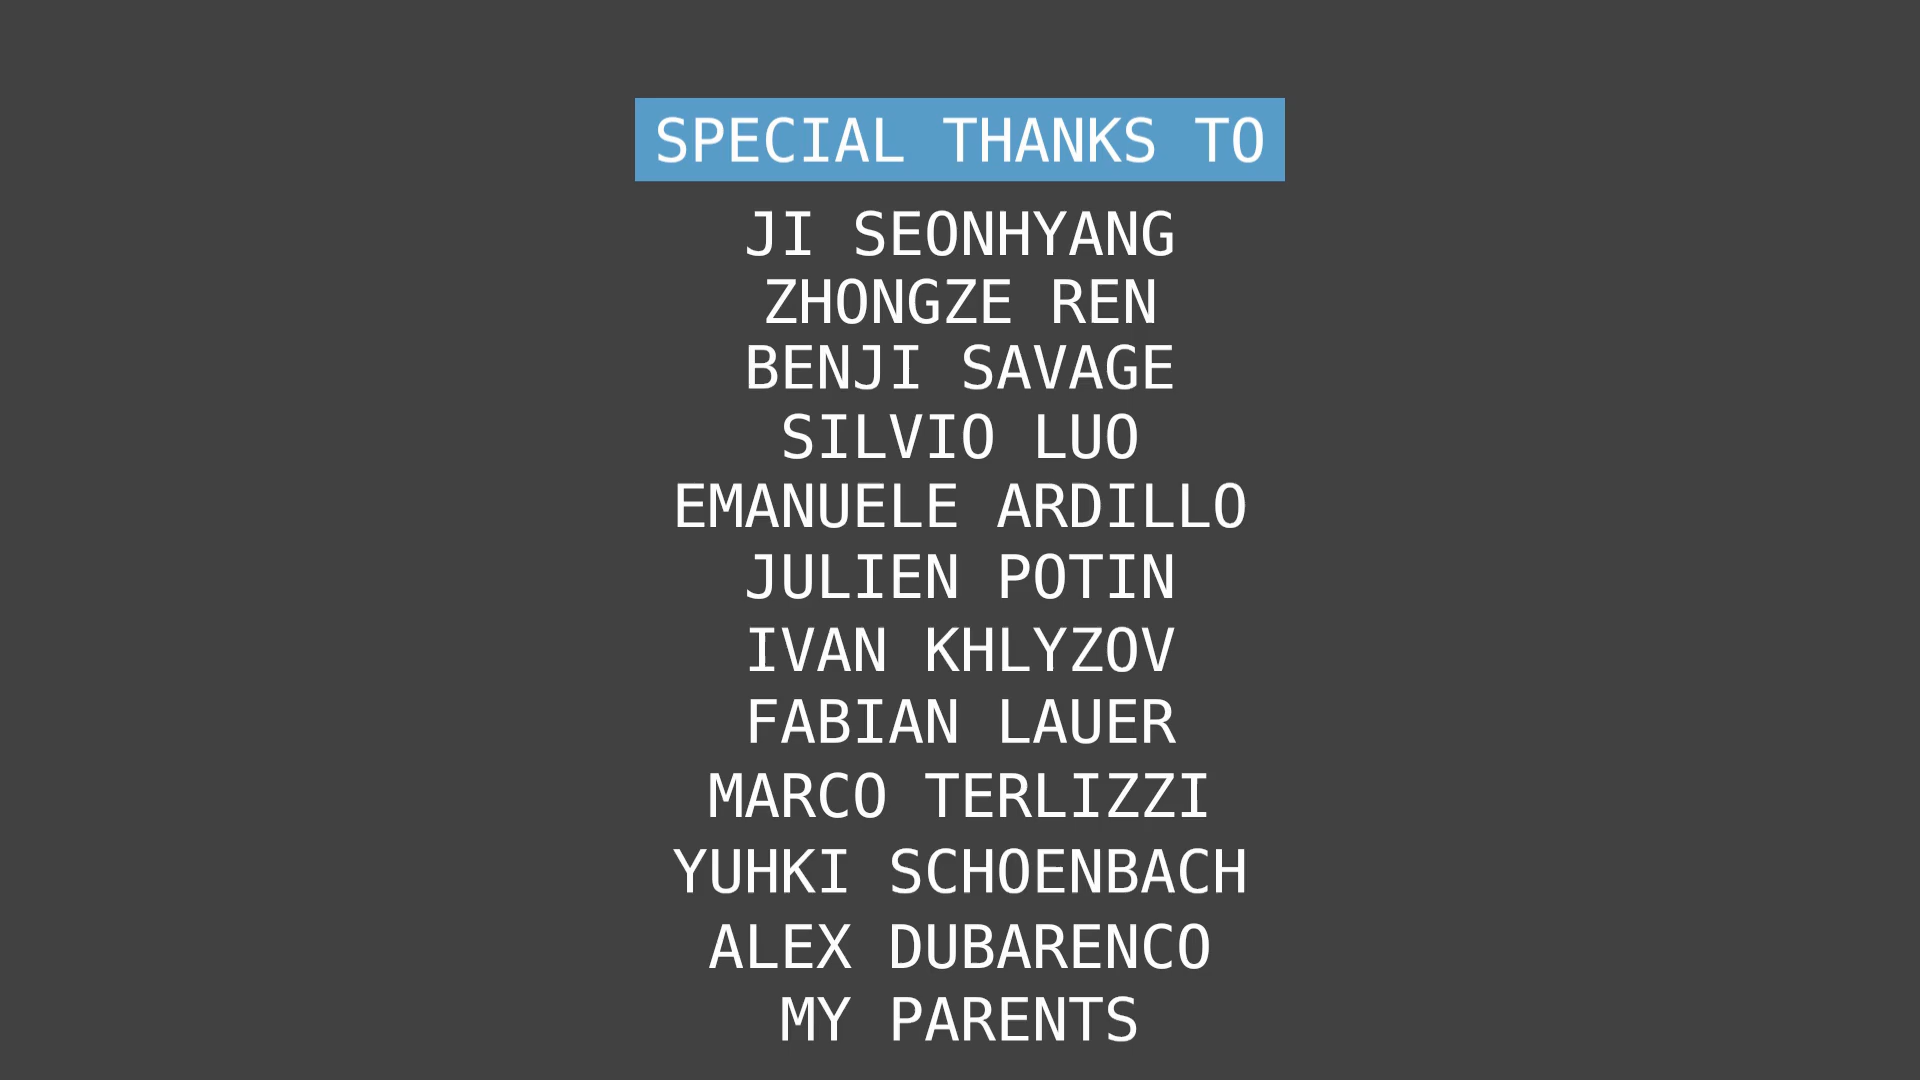 SPECIAL THANKS TO
JI SEONHYANG
ZHONGZE REN
BENJI SAVAGE
SILVIO LUO
EMANUELE ARDILLO
JULIEN POTIN
IVAN KHLYZOV
FABIAN LAUER
MARCO TERLIZZI
YUHKI SCHOENBACH
ALEX DUBARENCO
MY PARENTS